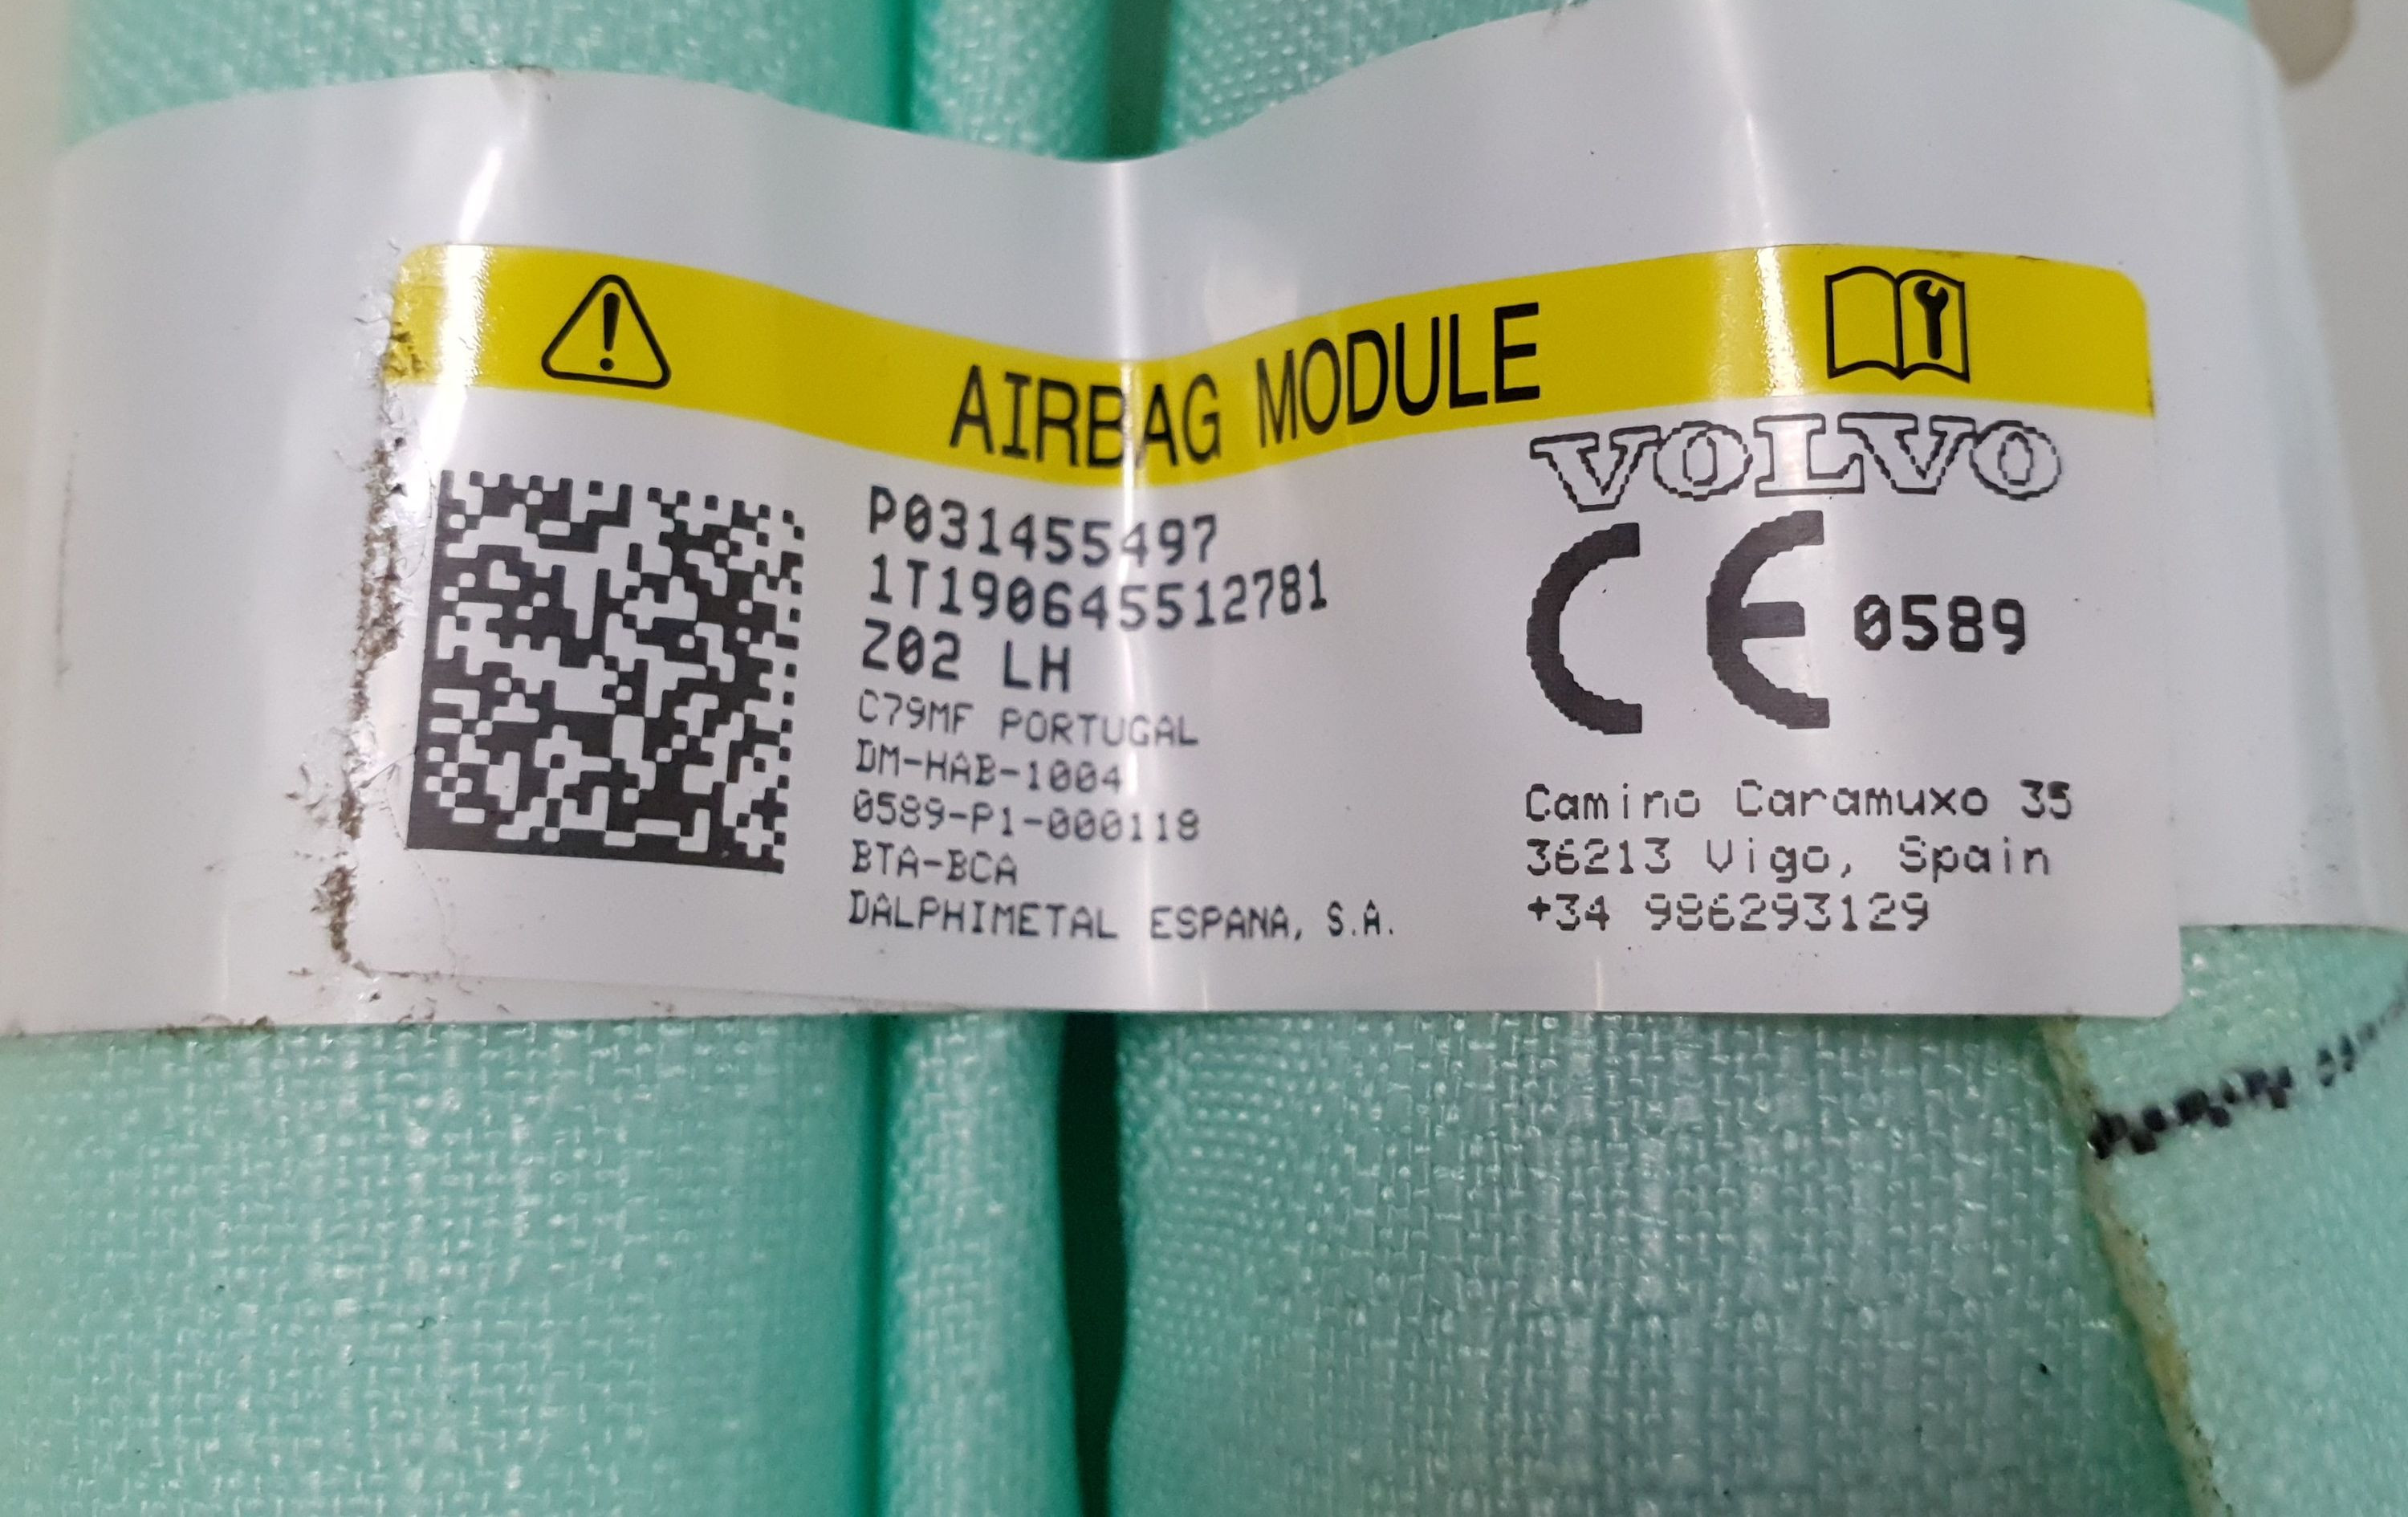 AIRBAG MODULE
VOLVO
P031455497
1T190645512781
Z02 LH
C79MF PORTUGAL
DM-HAB-1004
0589-P1-000118
BTA-BCA
DALPHIMETAL ESPANA, S.A.
CE 0589
Camino Caramuxo 35
36213 Vigo, Spain
+34 986293129